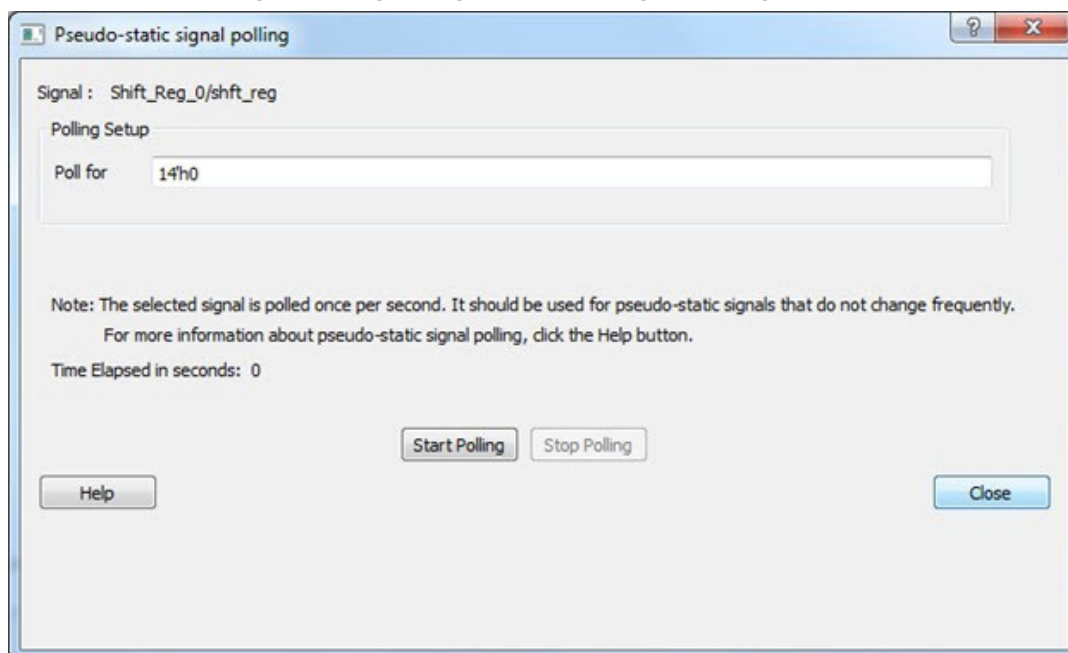 Pseudo-static signal polling
Signal : Shift_Reg_0/shft_reg
Polling Setup
Poll for 14'h0
Note: The selected signal is polled once per second. It should be used for pseudo-static signals that do not change frequently.
For more information about pseudo-static signal polling, click the Help button.
Time Elapsed in seconds: 0
Start Polling Stop Polling
Help Close